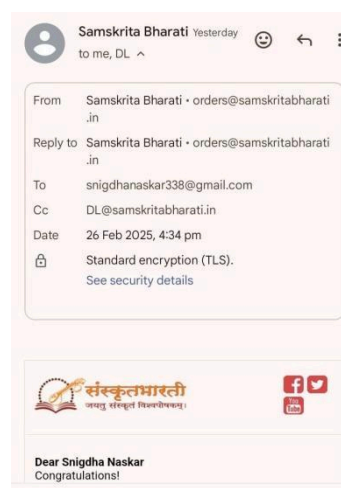 Samskrita Bharati Yesterday
to me, DL
From Samskrita Bharati • orders@samskritabharati
.in
Reply to Samskrita Bharati • orders@samskritabharati
.in
To snigdhanaskar338@gmail.com
Cc DL@samskritabharati.in
Date 26 Feb 2025, 4:34 pm
Standard encryption (TLS).
See security details
संस्कृतभारती
जयतु संस्कृतं विश्वपोषकम्।
You
Tube
Dear Snigdha Naskar
Congratulations!